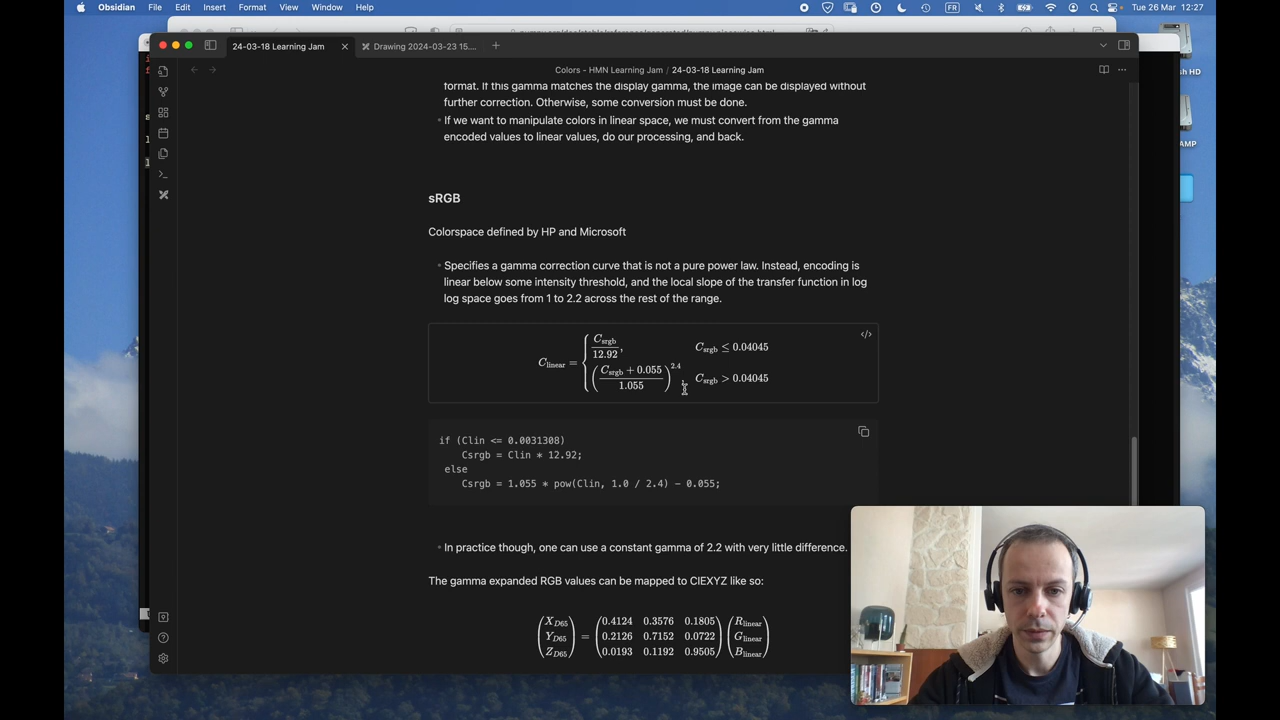 Obsidian File Edit Insert Format View Window Help
FR Tue 26 Mar 12:27
24-03-18 Learning Jam
Drawing 2024-03-23 15....
Colors - HMN Learning Jam / 24-03-18 Learning Jam
format. If this gamma matches the display gamma, the image can be displayed without
further correction. Otherwise, some conversion must be done.
If we want to manipulate colors in linear space, we must convert from the gamma
encoded values to linear values, do our processing, and back.
sRGB
Colorspace defined by HP and Microsoft
Specifies a gamma correction curve that is not a pure power law. Instead, encoding is
linear below some intensity threshold, and the local slope of the transfer function in log
log space goes from 1 to 2.2 across the rest of the range.
</>
C_linear = { C_srgb / 12.92, C_srgb ≤ 0.04045
((C_srgb + 0.055) / 1.055)^2.4 C_srgb > 0.04045
if (Clin <= 0.0031308)
Csrgb = Clin * 12.92;
else
Csrgb = 1.055 * pow(Clin, 1.0 / 2.4) - 0.055;
In practice though, one can use a constant gamma of 2.2 with very little difference.
The gamma expanded RGB values can be mapped to CIEXYZ like so:
(X_D65) (0.4124 0.3576 0.1805) (R_linear)
(Y_D65) = (0.2126 0.7152 0.0722) (G_linear)
(Z_D65) (0.0193 0.1192 0.9505) (B_linear)